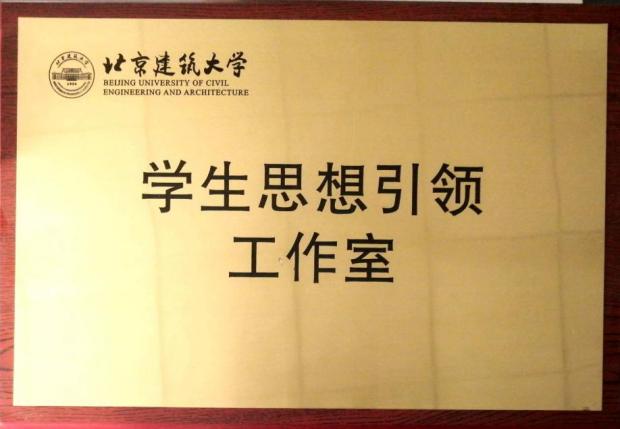 北京建筑大学
BEIJING UNIVERSITY OF CIVIL
ENGINEERING AND ARCHITECTURE
学生思想引领
工作室